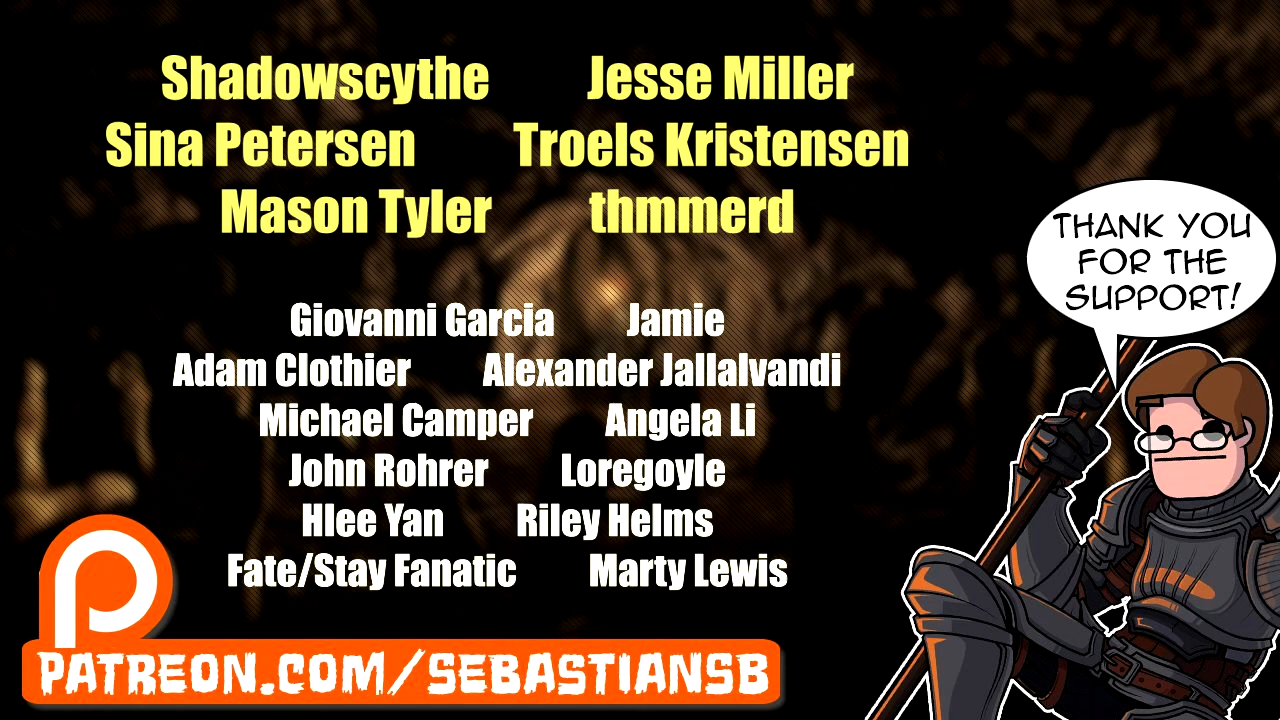 Shadowscythe Jesse Miller
Sina Petersen Troels Kristensen
Mason Tyler thmmerd
Giovanni Garcia Jamie
Adam Clothier Alexander Jallalvandi
Michael Camper Angela Li
John Rohrer Loregoyle
Hlee Yan Riley Helms
Fate/Stay Fanatic Marty Lewis
PATREON.COM/SEBASTIANSB
THANK YOU
FOR THE
SUPPORT!